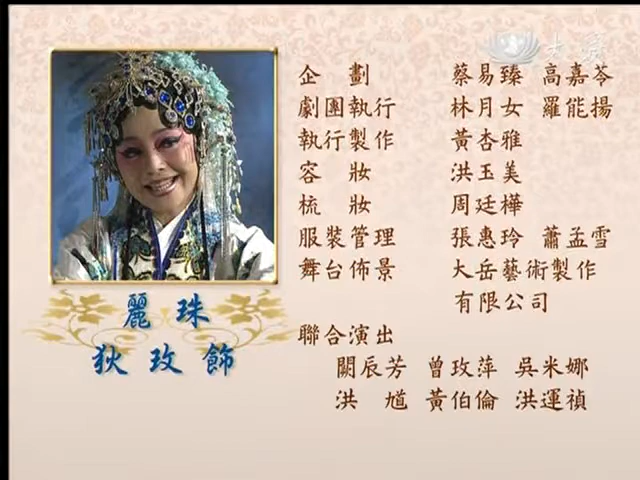 大愛
企 劃 蔡易臻 高嘉苓
劇團執行 林月女 羅能揚
執行製作 黃杏雅
容 妝 洪玉美
梳 妝 周廷樺
服裝管理 張惠玲 蕭孟雪
舞台佈景 大岳藝術製作
有限公司
聯合演出
關辰芳 曾玫萍 吳米娜
洪 馗 黃伯倫 洪運禎
麗 珠
狄 玫 飾